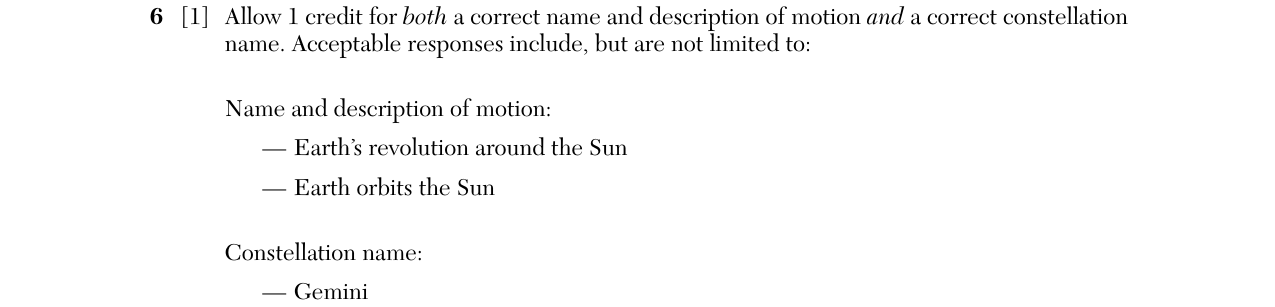 6 [1] Allow 1 credit for both a correct name and description of motion and a correct constellation
name. Acceptable responses include, but are not limited to:
Name and description of motion:
— Earth’s revolution around the Sun
— Earth orbits the Sun
Constellation name:
— Gemini